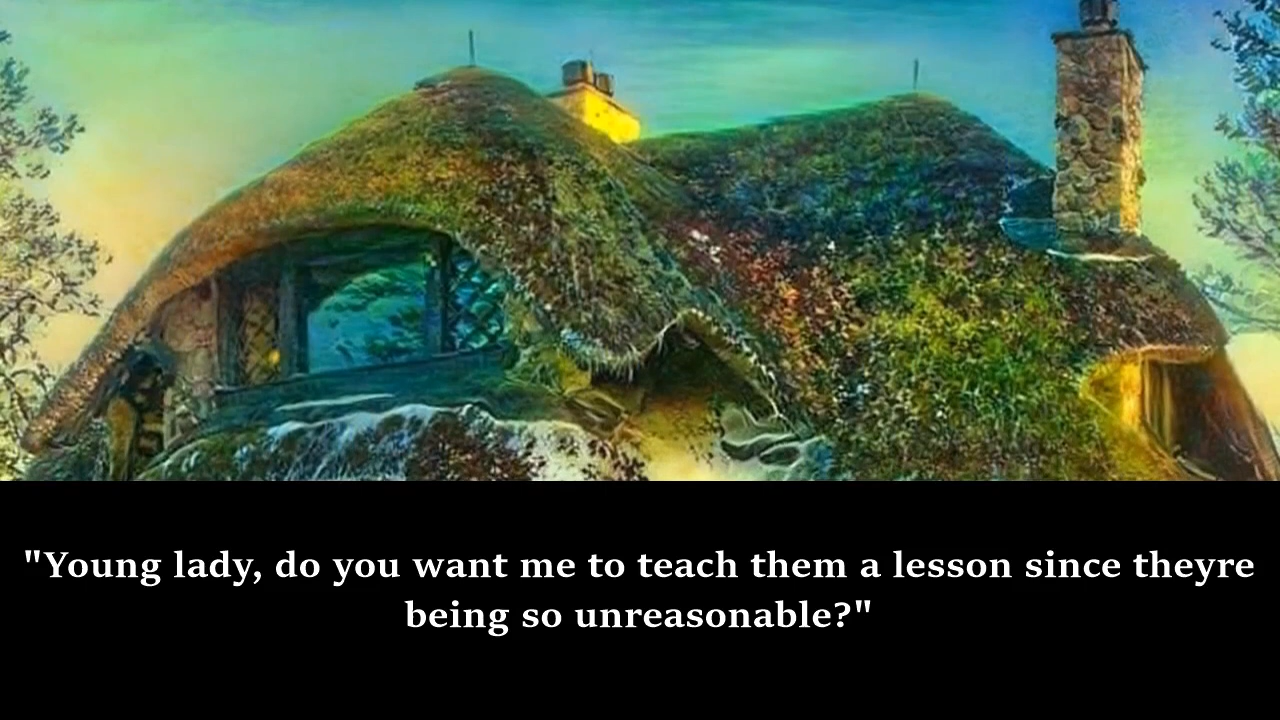 "Young lady, do you want me to teach them a lesson since theyre
being so unreasonable?"